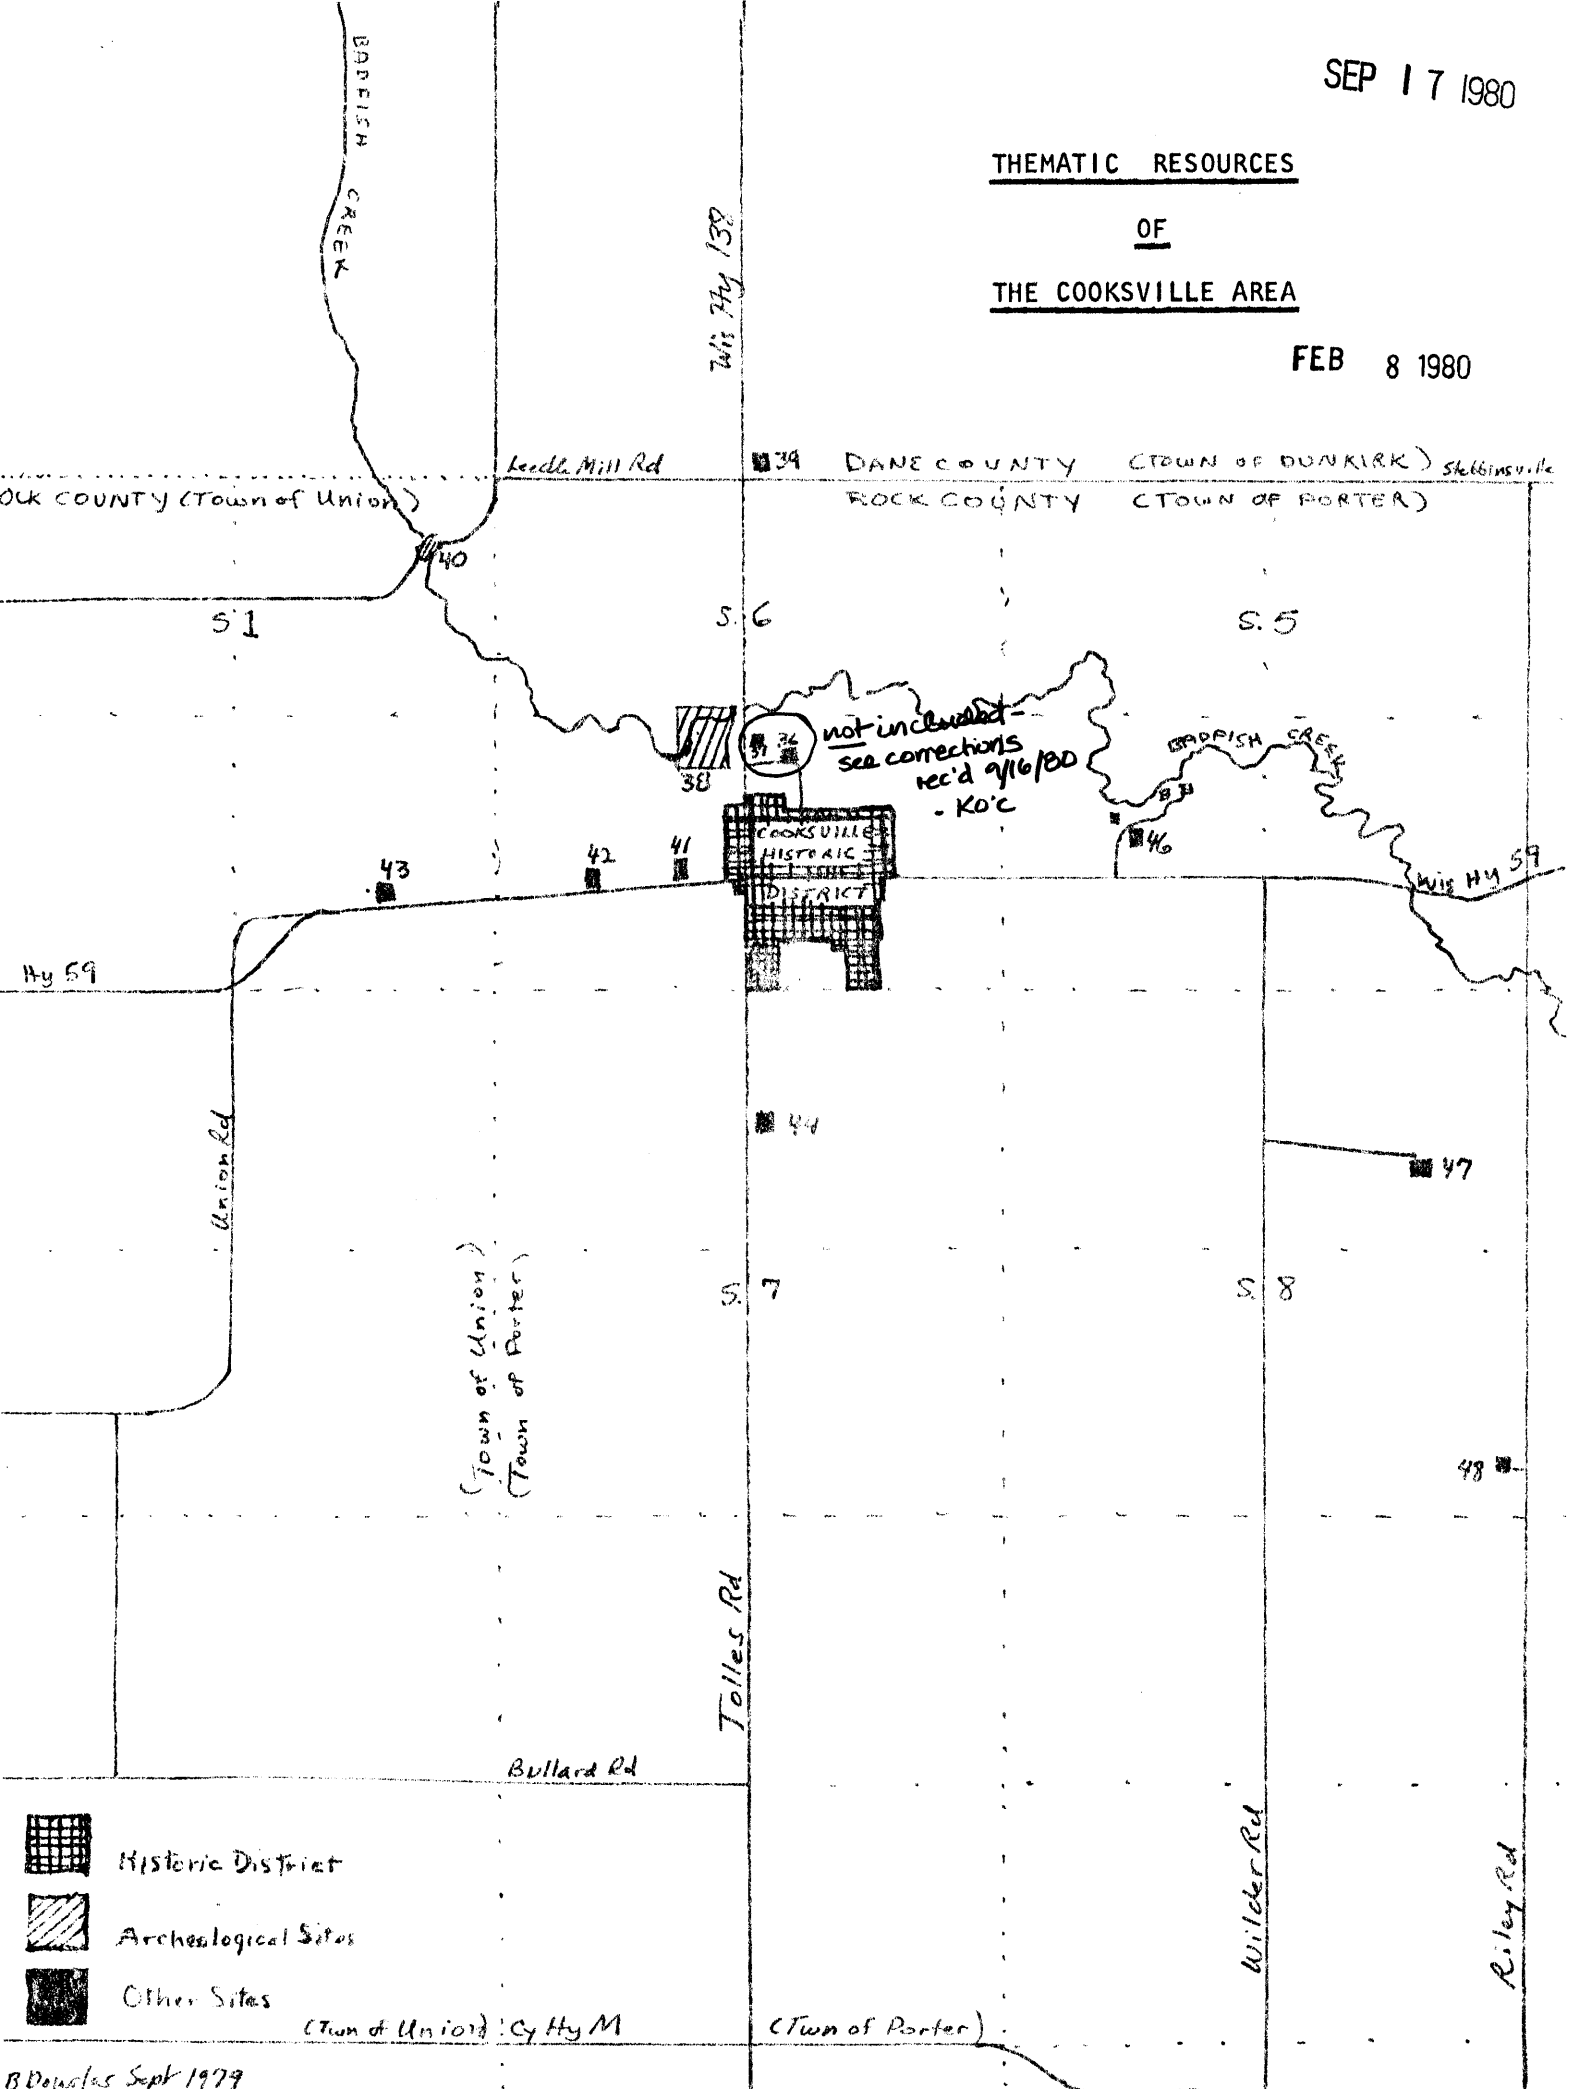 SEP 17 1980
THEMATIC RESOURCES
OF
THE COOKSVILLE AREA
FEB 8 1980
BADFISH CREEK
Wis Hy 138
Leedle Mill Rd
39
DANE COUNTY (TOWN OF DUNKIRK)
Stebbinsville
OCK COUNTY (Town of Union)
ROCK COUNTY (TOWN OF PORTER)
40
S 1
S. 6
S. 5
37 36
not included -
see corrections
rec'd 9/16/80
- KO'C
38
BADFISH CREEK
COOKSVILLE
HISTORIC
DISTRICT
43
42
41
46
Wis Hy 59
Hy 59
Union Rd
44
47
(Town of Union)
(Town of Porter)
S. 7
S. 8
48
Tolles Rd
Bullard Rd
Wilder Rd
Riley Rd
Historic District
Archeological Sites
Other Sites
(Twn of Union) Cy Hy M (Twn of Porter)
B Douglas Sept 1979